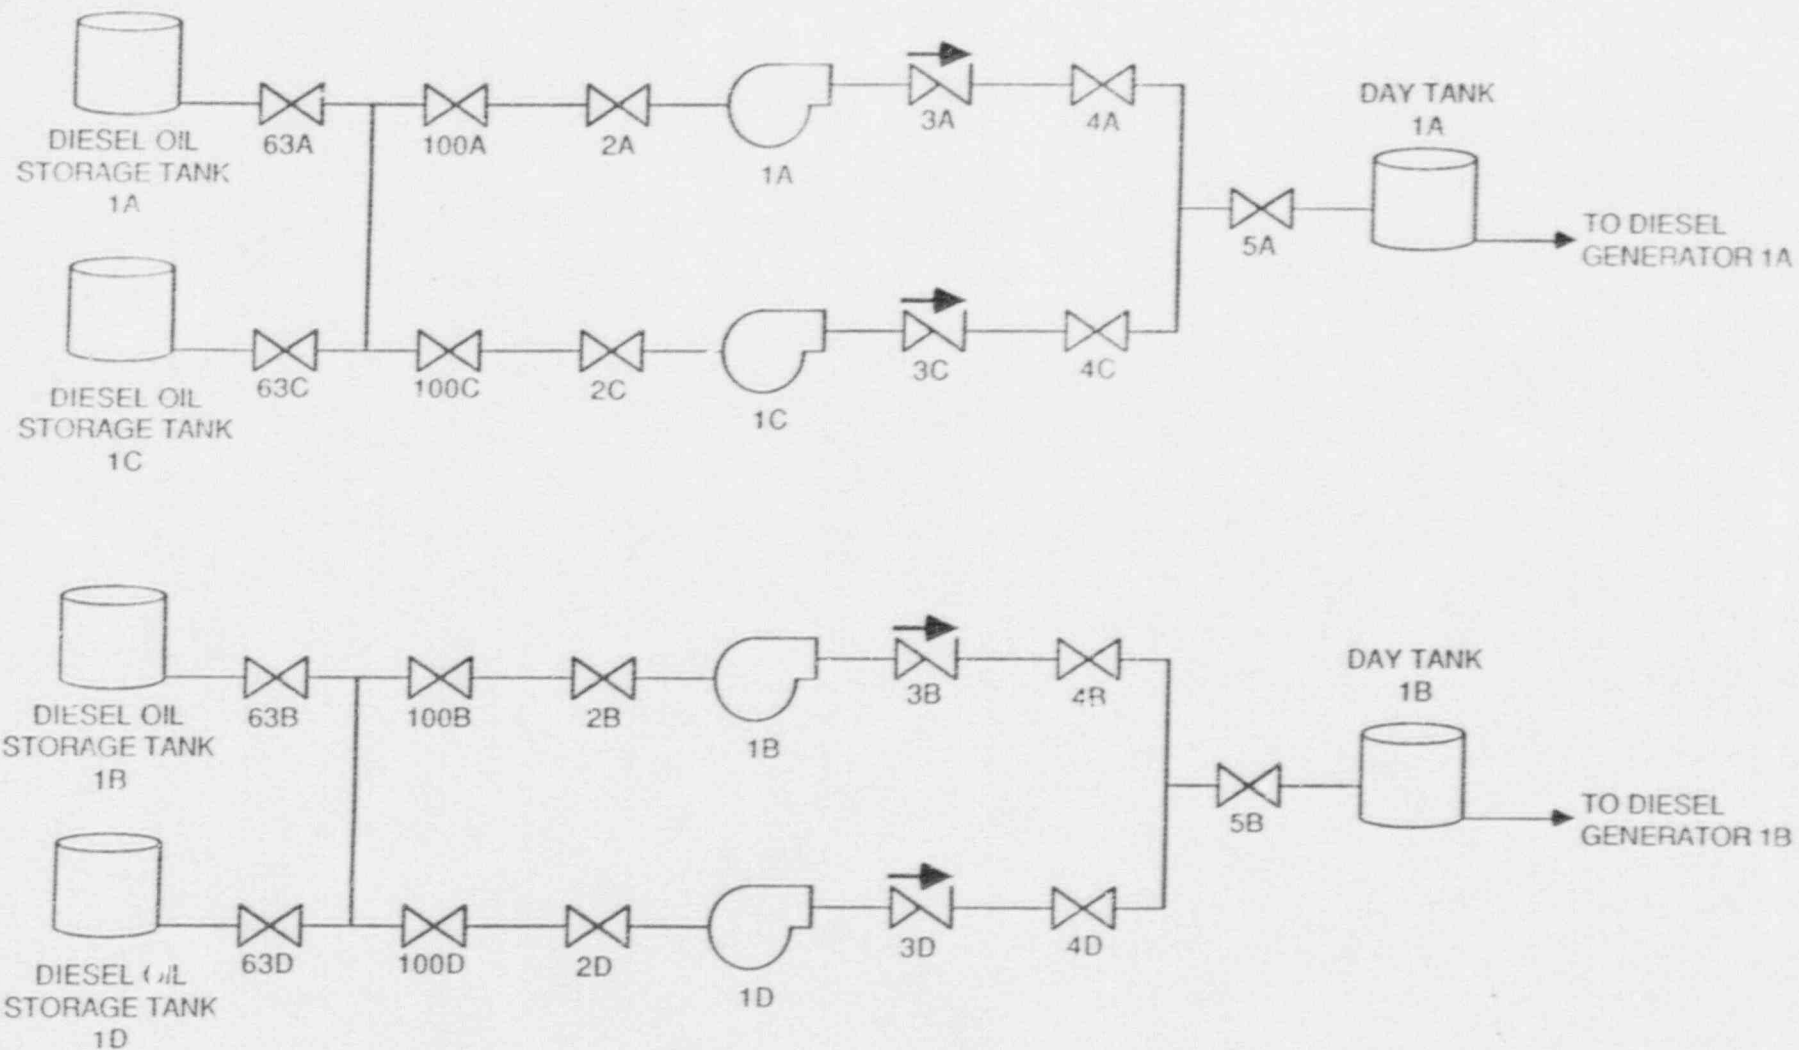 DIESEL OIL
STORAGE TANK
1A
63A
100A
2A
1A
3A
4A
DAY TANK
1A
5A
TO DIESEL
GENERATOR 1A
DIESEL OIL
STORAGE TANK
1C
63C
100C
2C
1C
3C
4C
DIESEL OIL
STORAGE TANK
1B
63B
100B
2B
1B
3B
4B
DAY TANK
1B
5B
TO DIESEL
GENERATOR 1B
DIESEL OIL
STORAGE TANK
1D
63D
100D
2D
1D
3D
4D